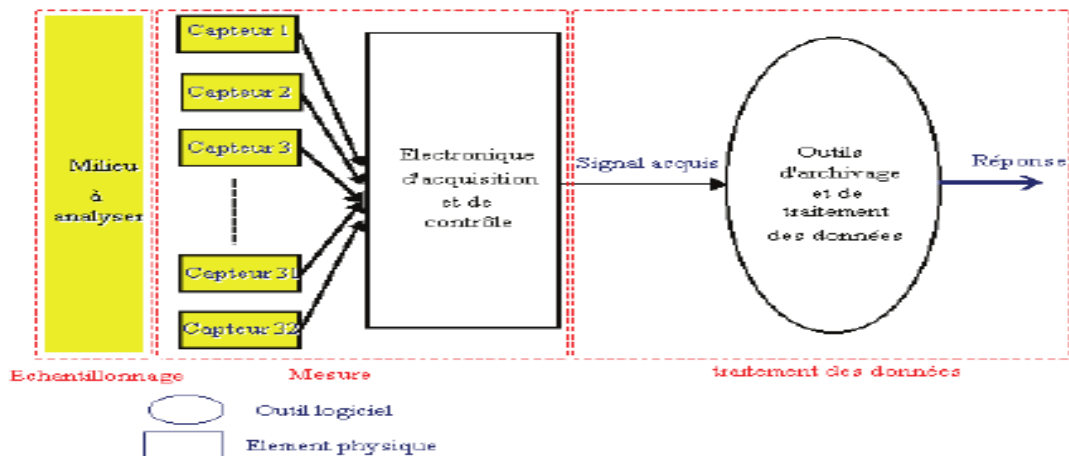 Milieu
à
analyser
Capteur 1
Capteur 2
Capteur 3
Capteur 31
Capteur 32
Electronique
d'acquisition
et de
contrôle
Signal acquis
Outils
d'archivage
et de
traitement
des données
Réponse
Echantillonnage
Mesure
traitement des données
Outil logiciel
Element physique